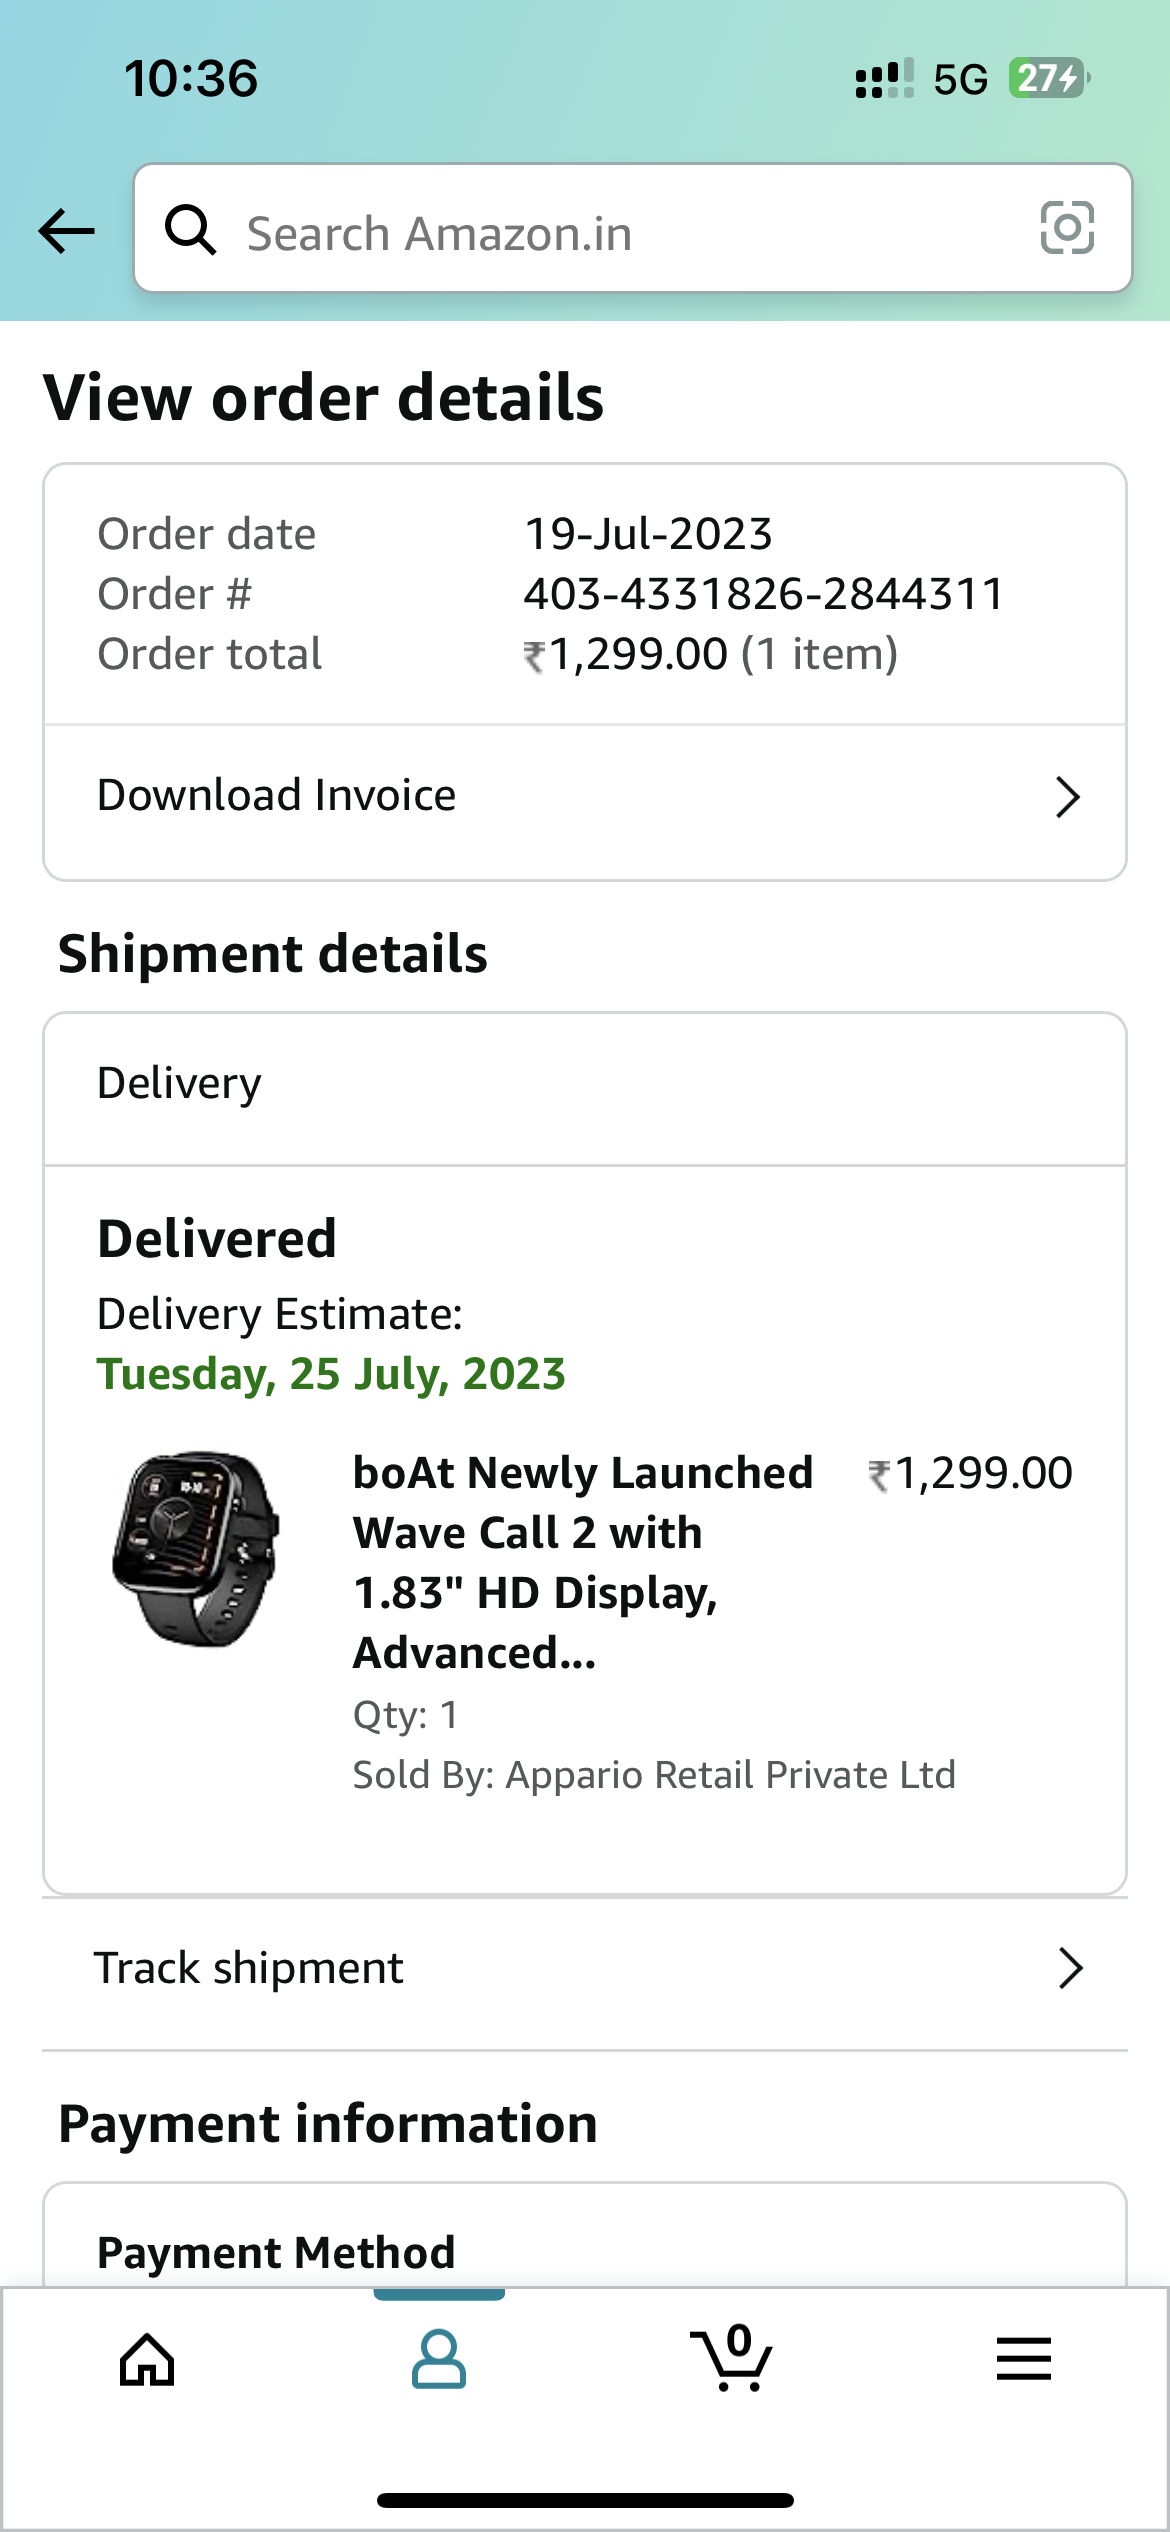 10:36
5G 27
Search Amazon.in
View order details
Order date 19-Jul-2023
Order # 403-4331826-2844311
Order total ₹1,299.00 (1 item)
Download Invoice
Shipment details
Delivery
Delivered
Delivery Estimate:
Tuesday, 25 July, 2023
boAt Newly Launched ₹1,299.00
Wave Call 2 with
1.83" HD Display,
Advanced...
Qty: 1
Sold By: Appario Retail Private Ltd
Track shipment
Payment information
Payment Method
0